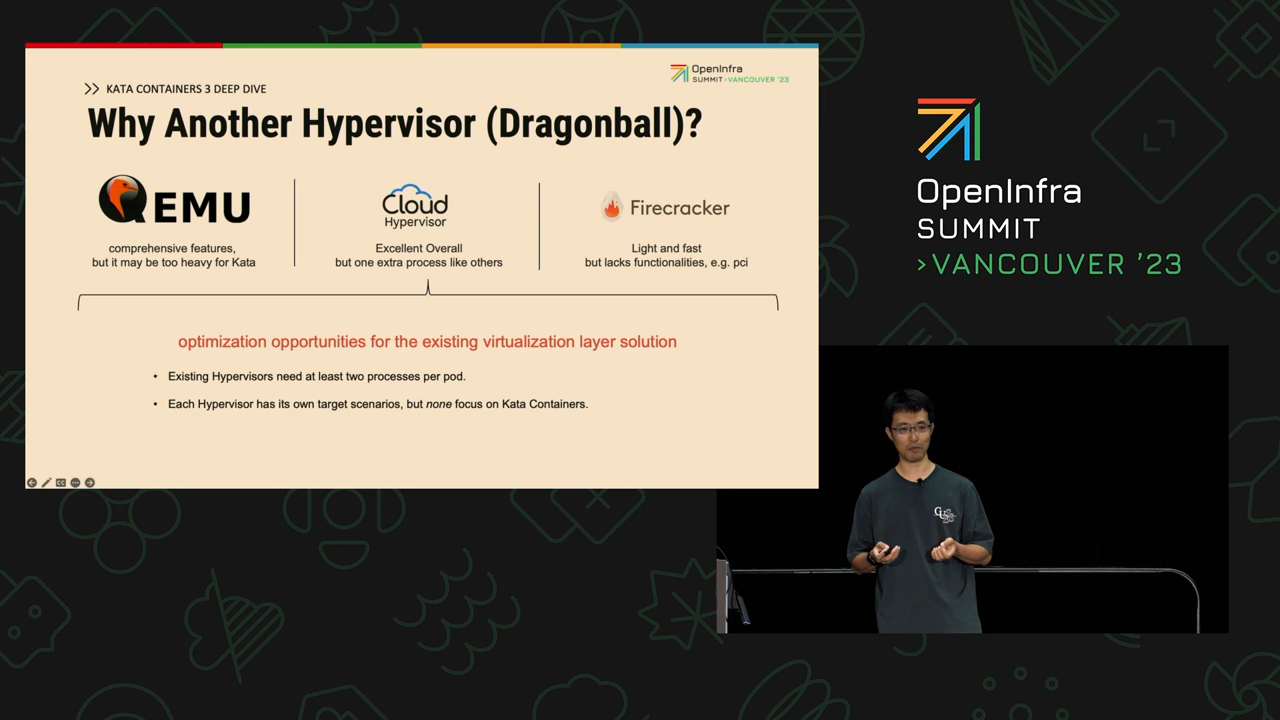 OpenInfra
SUMMIT >VANCOUVER '23
KATA CONTAINERS 3 DEEP DIVE
Why Another Hypervisor (Dragonball)?
QEMU
comprehensive features,
but it may be too heavy for Kata
Cloud
Hypervisor
Excellent Overall
but one extra process like others
Firecracker
Light and fast
but lacks functionalities, e.g. pci
optimization opportunities for the existing virtualization layer solution
• Existing Hypervisors need at least two processes per pod.
• Each Hypervisor has its own target scenarios, but none focus on Kata Containers.
OpenInfra
SUMMIT
>VANCOUVER '23